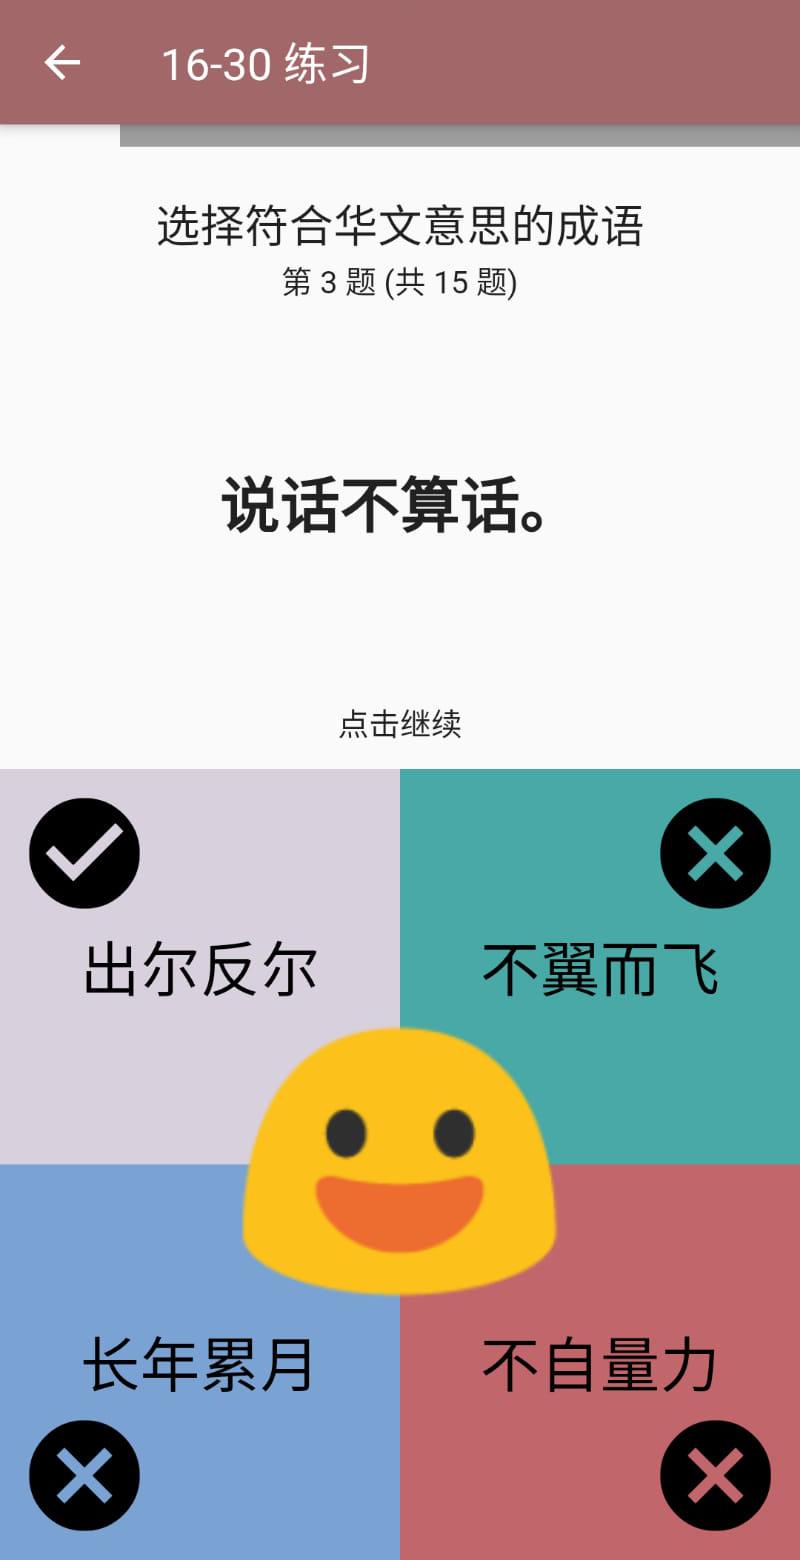 16-30 练习
选择符合华文意思的成语
第 3 题 (共 15 题)
说话不算话。
点击继续
出尔反尔
不翼而飞
长年累月
不自量力